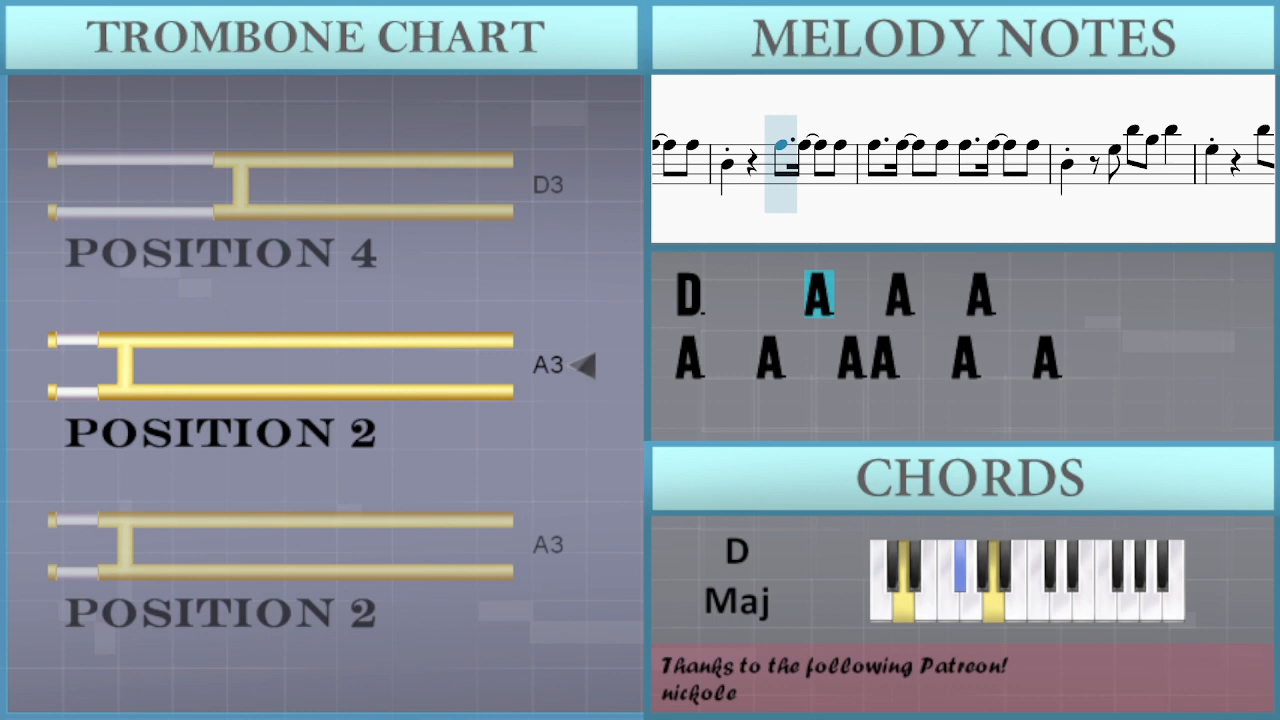 TROMBONE CHART
D3
POSITION 4
A3
POSITION 2
A3
POSITION 2
MELODY NOTES
D A A A
A A A A A A
CHORDS
D
Maj
Thanks to the following Patreon!
nickole